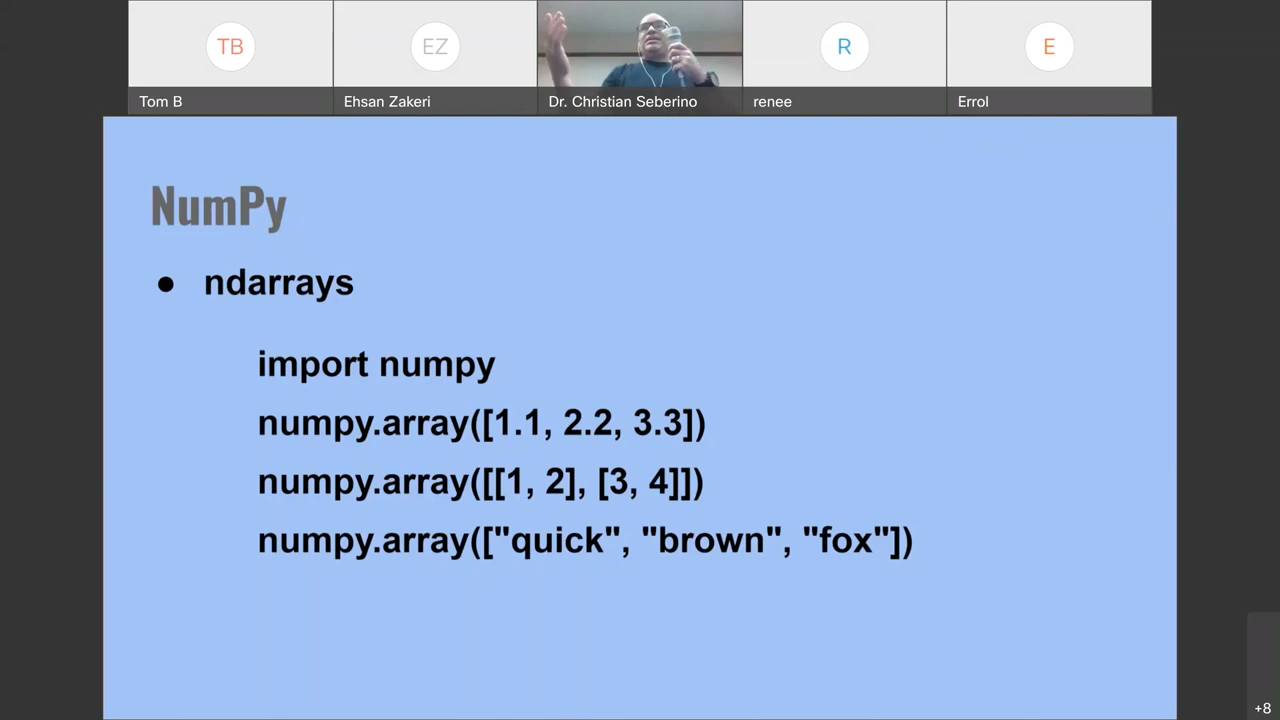 TB
EZ
R
E
Tom B
Ehsan Zakeri
Dr. Christian Seberino
renee
Errol
NumPy
● ndarrays
import numpy
numpy.array([1.1, 2.2, 3.3])
numpy.array([[1, 2], [3, 4]])
numpy.array(["quick", "brown", "fox"])
+8